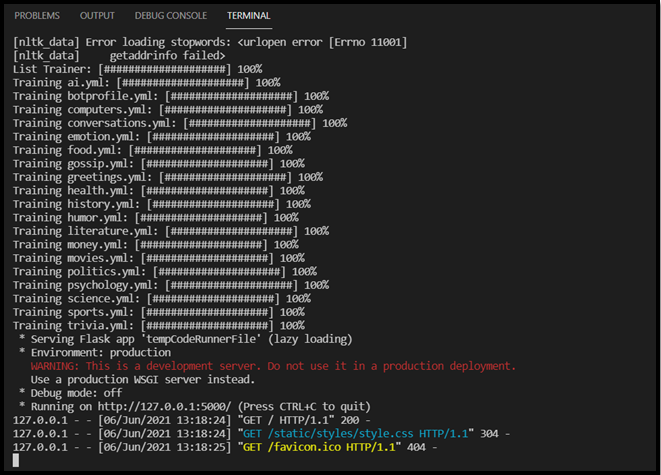 PROBLEMS OUTPUT DEBUG CONSOLE TERMINAL
[nltk_data] Error loading stopwords: <urlopen error [Errno 11001]
[nltk_data]     getaddrinfo failed>
List Trainer: [####################] 100%
Training ai.yml: [####################] 100%
Training botprofile.yml: [####################] 100%
Training computers.yml: [####################] 100%
Training conversations.yml: [####################] 100%
Training emotion.yml: [####################] 100%
Training food.yml: [####################] 100%
Training gossip.yml: [####################] 100%
Training greetings.yml: [####################] 100%
Training health.yml: [####################] 100%
Training history.yml: [####################] 100%
Training humor.yml: [####################] 100%
Training literature.yml: [####################] 100%
Training money.yml: [####################] 100%
Training movies.yml: [####################] 100%
Training politics.yml: [####################] 100%
Training psychology.yml: [####################] 100%
Training science.yml: [####################] 100%
Training sports.yml: [####################] 100%
Training trivia.yml: [####################] 100%
 * Serving Flask app 'tempCodeRunnerFile' (lazy loading)
 * Environment: production
   WARNING: This is a development server. Do not use it in a production deployment.
   Use a production WSGI server instead.
 * Debug mode: off
 * Running on http://127.0.0.1:5000/ (Press CTRL+C to quit)
127.0.0.1 - - [06/Jun/2021 13:18:24] "GET / HTTP/1.1" 200 -
127.0.0.1 - - [06/Jun/2021 13:18:24] "GET /static/styles/style.css HTTP/1.1" 304 -
127.0.0.1 - - [06/Jun/2021 13:18:25] "GET /favicon.ico HTTP/1.1" 404 -